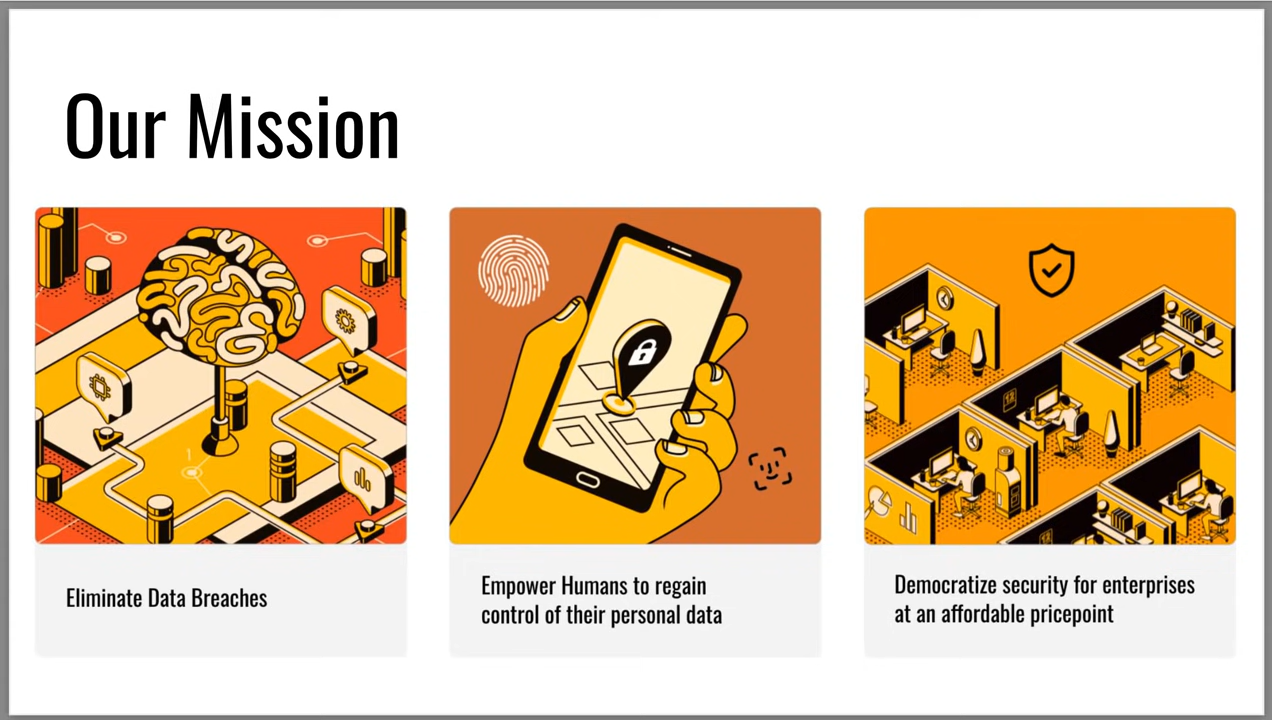 Our Mission
Eliminate Data Breaches
Empower Humans to regain
control of their personal data
Democratize security for enterprises
at an affordable pricepoint